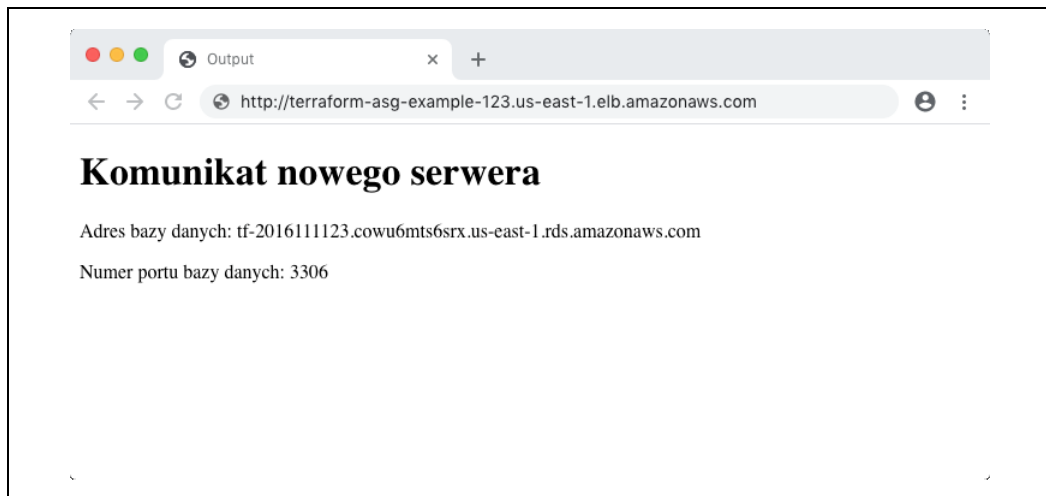 Output
http://terraform-asg-example-123.us-east-1.elb.amazonaws.com
Komunikat nowego serwera
Adres bazy danych: tf-2016111123.cowu6mts6srx.us-east-1.rds.amazonaws.com
Numer portu bazy danych: 3306